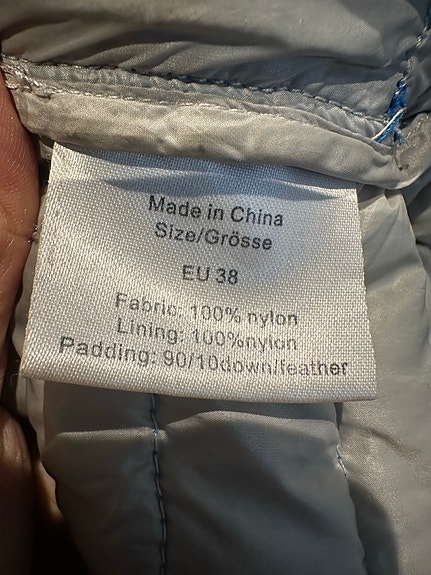 Made in China
Size/Grösse
EU 38
Fabric: 100% nylon
Lining: 100%nylon
Padding: 90/10down/feather